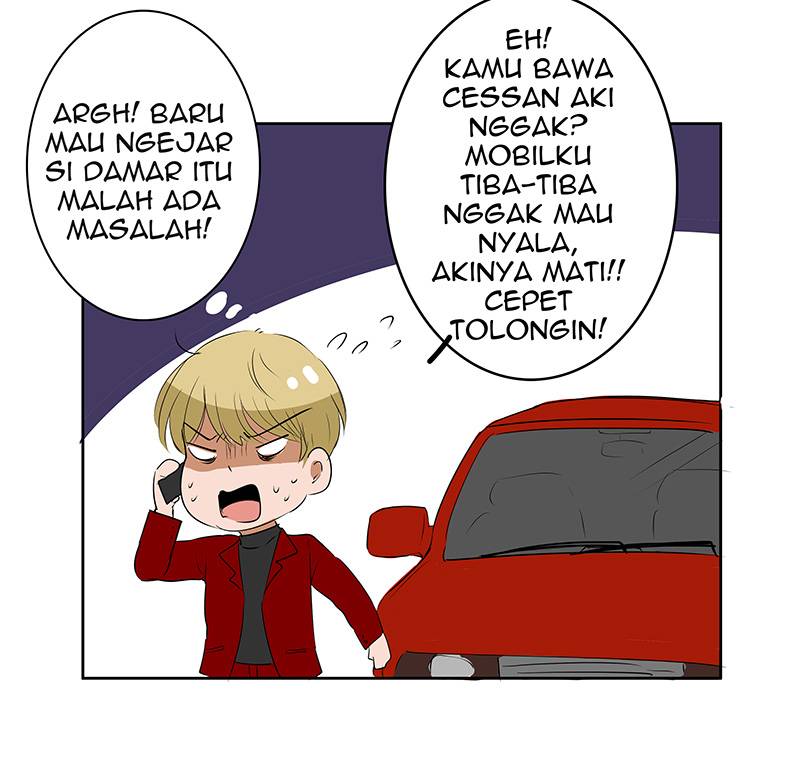 ARGH! BARU
MAU NGEJAR
SI DAMAR ITU
MALAH ADA
MASALAH!
EH!
KAMU BAWA
CESSAN AKI
NGGAK?
MOBILKU
TIBA-TIBA
NGGAK MAU
NYALA,
AKINYA MATI!!
CEPET
TOLONGIN!